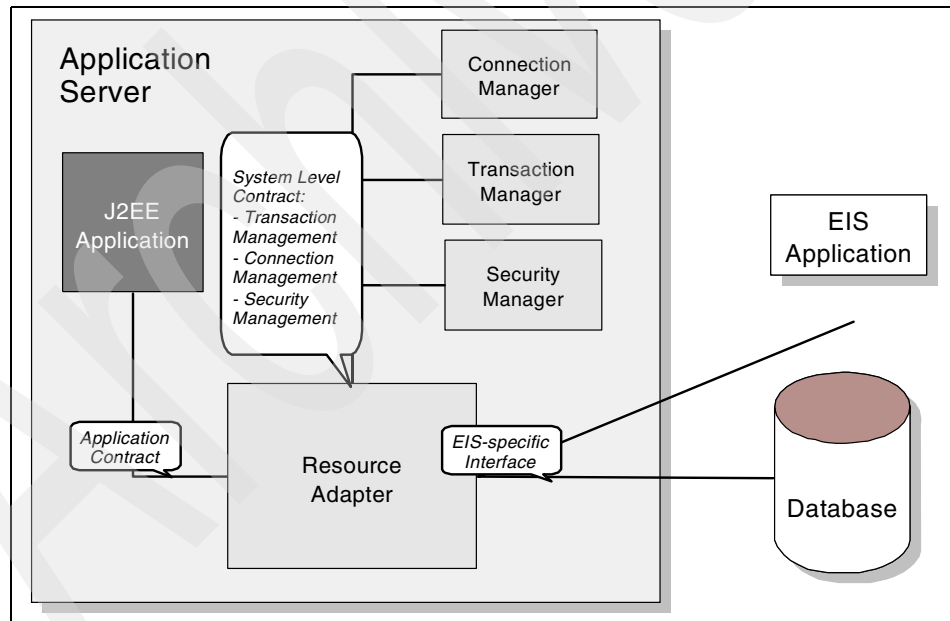 Application
Server
Connection
Manager
System Level
Contract:
- Transaction
Management
- Connection
Management
- Security
Management
Transaction
Manager
J2EE
Application
EIS
Application
Security
Manager
Application
Contract
Resource
Adapter
EIS-specific
Interface
Database